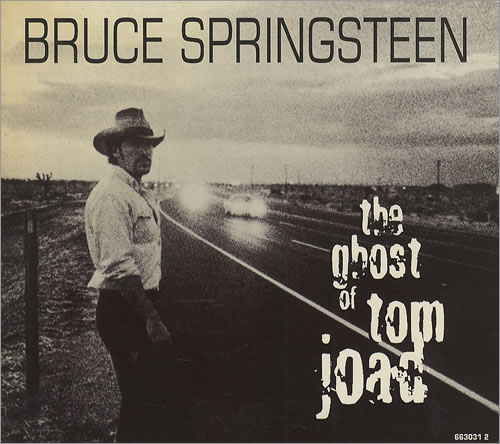 BRUCE SPRINGSTEEN
the
ghost
of
tom
joad
663031 2